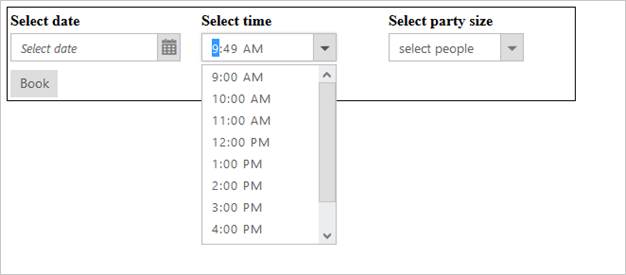 Select date Select time Select party size
Select date 9:49 AM select people
Book
9:00 AM
10:00 AM
11:00 AM
12:00 PM
1:00 PM
2:00 PM
3:00 PM
4:00 PM